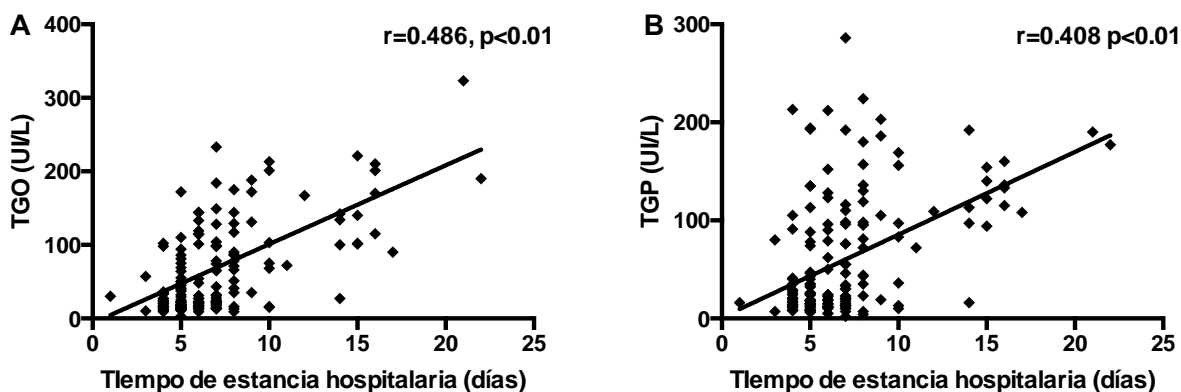 A
r=0.486, p<0.01
400
300
200
100
0
TGO (UI/L)
0 5 10 15 20 25
TIempo de estancia hospitalaria (días)
B
r=0.408 p<0.01
300
200
100
0
TGP (UI/L)
0 5 10 15 20 25
TIempo de estancia hospitalaria (días)